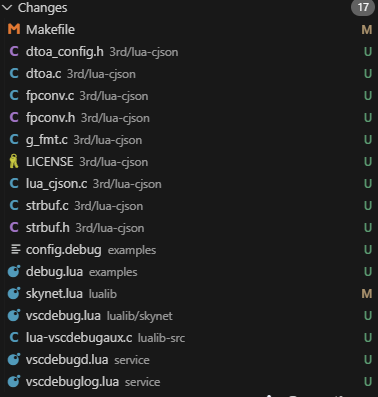 Changes 17
Makefile M
dtoa_config.h 3rd/lua-cjson U
dtoa.c 3rd/lua-cjson U
fpconv.c 3rd/lua-cjson U
fpconv.h 3rd/lua-cjson U
g_fmt.c 3rd/lua-cjson U
LICENSE 3rd/lua-cjson U
lua_cjson.c 3rd/lua-cjson U
strbuf.c 3rd/lua-cjson U
strbuf.h 3rd/lua-cjson U
config.debug examples U
debug.lua examples U
skynet.lua lualib M
vscdebug.lua lualib/skynet U
lua-vscdebugaux.c lualib-src U
vscdebugd.lua service U
vscdebuglog.lua service U